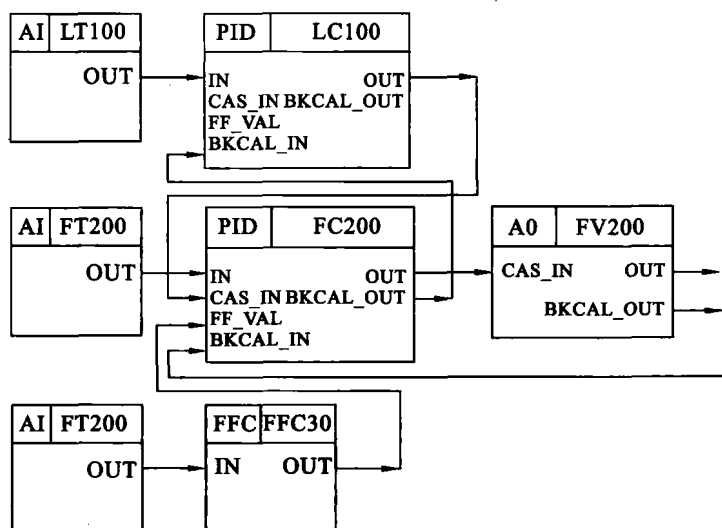 AI LT100
OUT
PID LC100
IN OUT
CAS_IN BKCAL_OUT
FF_VAL
BKCAL_IN
AI FT200
OUT
PID FC200
IN OUT
CAS_IN BKCAL_OUT
FF_VAL
BKCAL_IN
A0 FV200
CAS_IN OUT
BKCAL_OUT
AI FT200
OUT
FFC FFC30
IN OUT